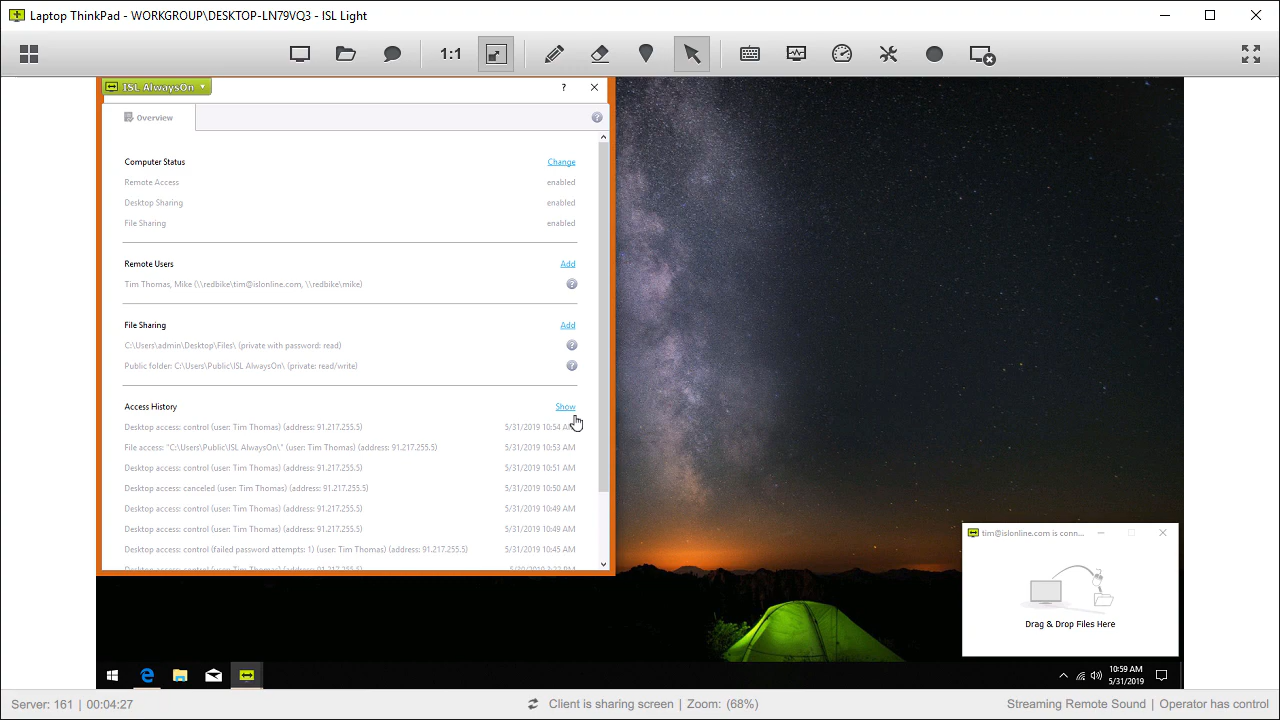 Laptop ThinkPad - WORKGROUP\DESKTOP-LN79VQ3 - ISL Light
1:1
ISL AlwaysOn
?
Overview
?
Computer Status Change
Remote Access enabled
Desktop Sharing enabled
File Sharing enabled
Remote Users Add
Tim Thomas, Mike (\\redbike\tim@islonline.com, \\redbike\mike) ?
File Sharing Add
C:\Users\admin\Desktop\Files\ (private with password: read) ?
Public folder: C:\Users\Public\ISL AlwaysOn\ (private: read/write) ?
Access History Show
Desktop access: control (user: Tim Thomas) (address: 91.217.255.5) 5/31/2019 10:54 AM
File access: "C:\Users\Public\ISL AlwaysOn\" (user: Tim Thomas) (address: 91.217.255.5) 5/31/2019 10:53 AM
Desktop access: control (user: Tim Thomas) (address: 91.217.255.5) 5/31/2019 10:51 AM
Desktop access: canceled (user: Tim Thomas) (address: 91.217.255.5) 5/31/2019 10:50 AM
Desktop access: control (user: Tim Thomas) (address: 91.217.255.5) 5/31/2019 10:49 AM
Desktop access: control (user: Tim Thomas) (address: 91.217.255.5) 5/31/2019 10:49 AM
Desktop access: control (failed password attempts: 1) (user: Tim Thomas) (address: 91.217.255.5) 5/31/2019 10:45 AM
Desktop access: control (user: Tim Thomas) (address: 91.217.255.5)
tim@islonline.com is conn...
Drag & Drop Files Here
10:59 AM
5/31/2019
Server: 161 | 00:04:27
Client is sharing screen | Zoom: (68%)
Streaming Remote Sound | Operator has control